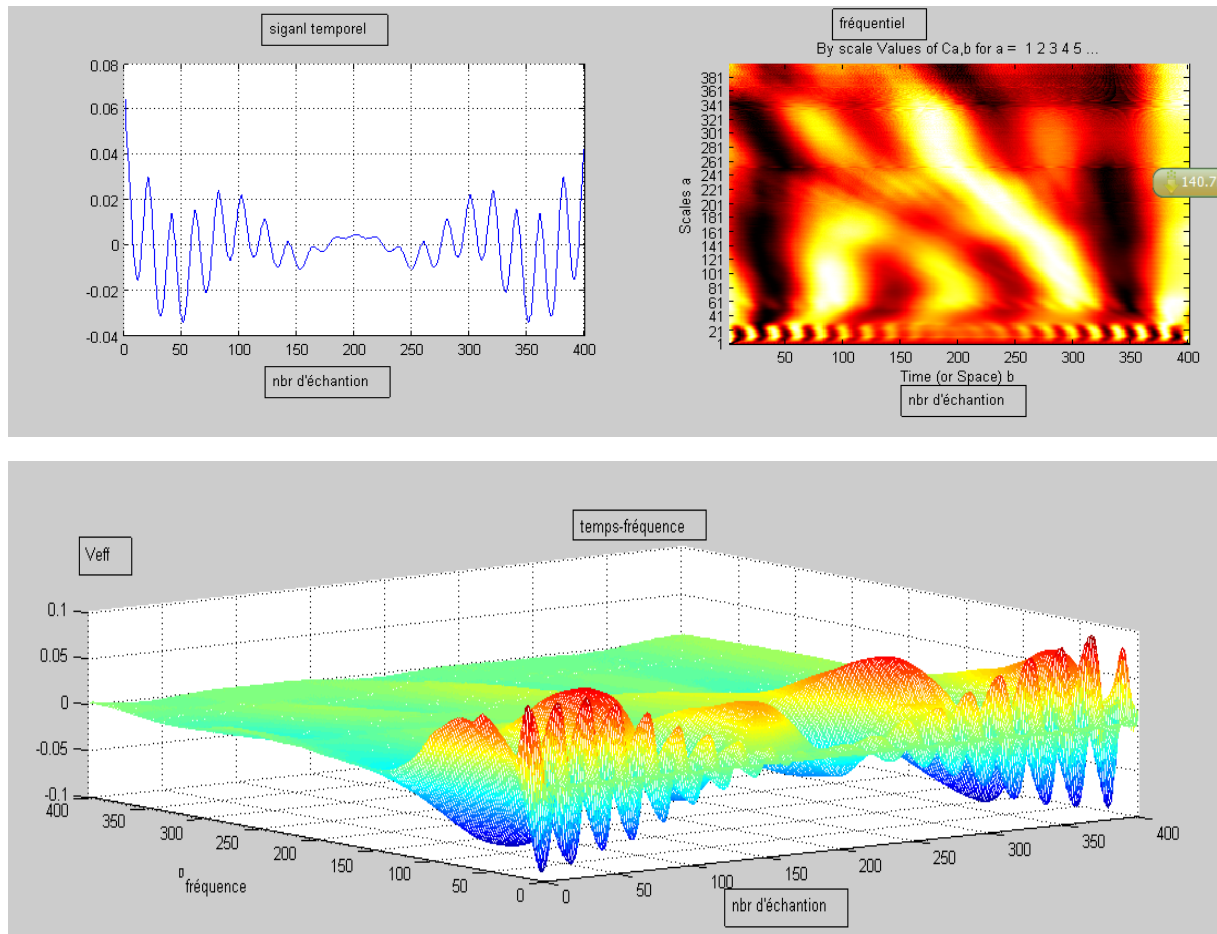 siganl temporel
0.08
0.06
0.04
0.02
0
-0.02
-0.04
0 50 100 150 200 250 300 350 400
nbr d'échantion
fréquentiel
By scale Values of Ca,b for a = 1 2 3 4 5 ...
Scales a
381
361
341
321
301
281
261
241
221
201
181
161
141
121
101
81
61
41
21
1
140.7
50 100 150 200 250 300 350 400
Time (or Space) b
nbr d'échantion
temps-fréquence
Veff
0.1
0.05
0
-0.05
-0.1
400 350 300 250 200 150 100 50 0
fréquence
0 50 100 150 200 250 300 350 400
nbr d'échantion